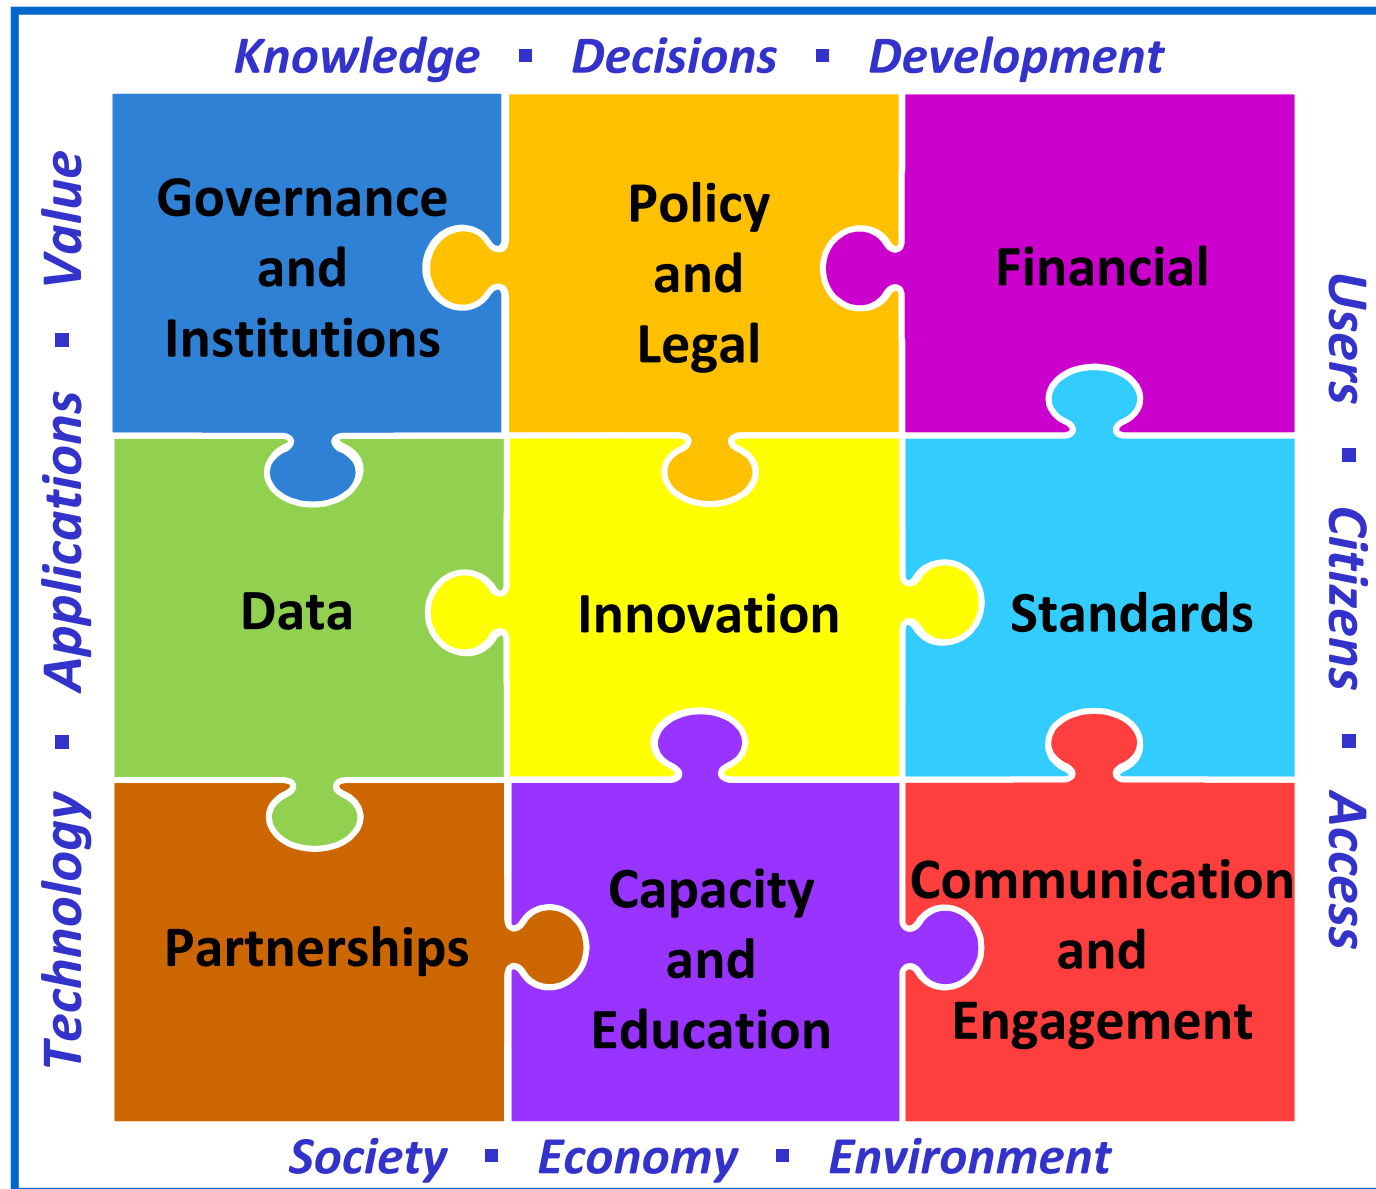 Knowledge ▪ Decisions ▪ Development
Technology ▪ Applications ▪ Value
Governance
and
Institutions
Policy
and
Legal
Financial
Data
Innovation
Standards
Partnerships
Capacity
and
Education
Communication
and
Engagement
Users ▪ Citizens ▪ Access
Society ▪ Economy ▪ Environment